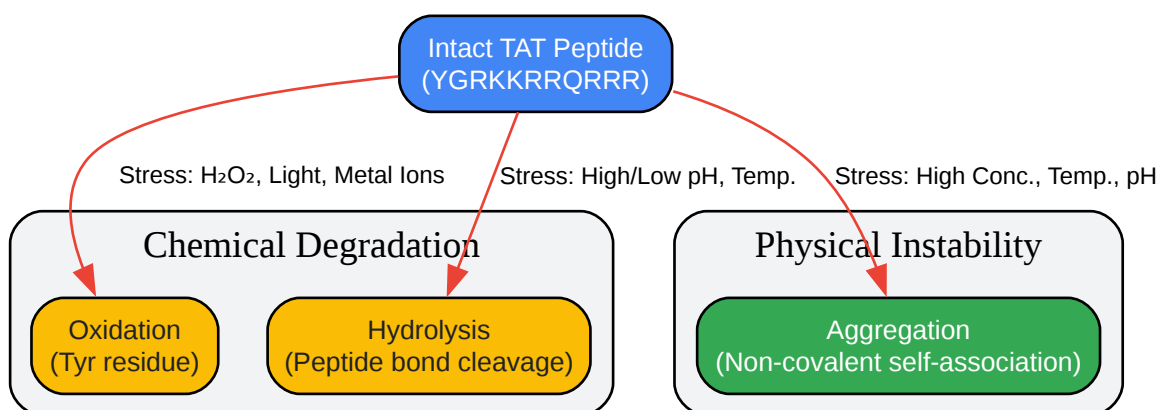 Intact TAT Peptide
(YGRKKRRQRRR)
Stress: H₂O₂, Light, Metal Ions
Stress: High/Low pH, Temp.
Stress: High Conc., Temp., pH
Chemical Degradation
Physical Instability
Oxidation
(Tyr residue)
Hydrolysis
(Peptide bond cleavage)
Aggregation
(Non-covalent self-association)